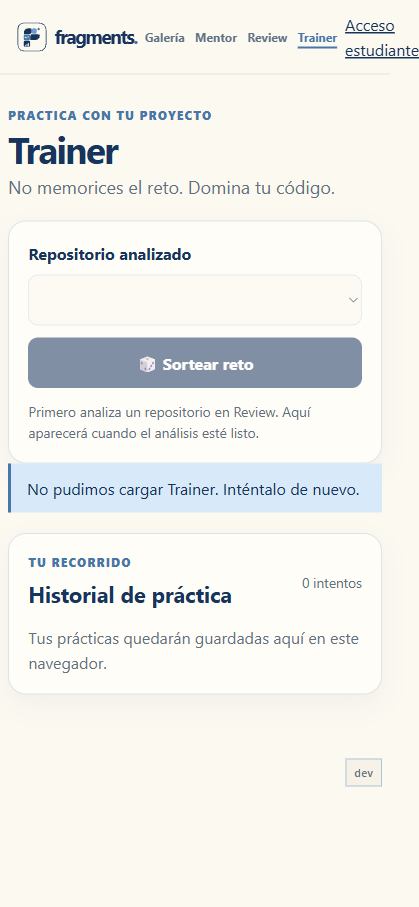 fragments.
Galería
Mentor
Review
Trainer
Acceso
estudiante
PRACTICA CON TU PROYECTO
Trainer
No memorices el reto. Domina tu código.
Repositorio analizado
🎲 Sortear reto
Primero analiza un repositorio en Review. Aquí
aparecerá cuando el análisis esté listo.
No pudimos cargar Trainer. Inténtalo de nuevo.
TU RECORRIDO
Historial de práctica
0 intentos
Tus prácticas quedarán guardadas aquí en este
navegador.
dev